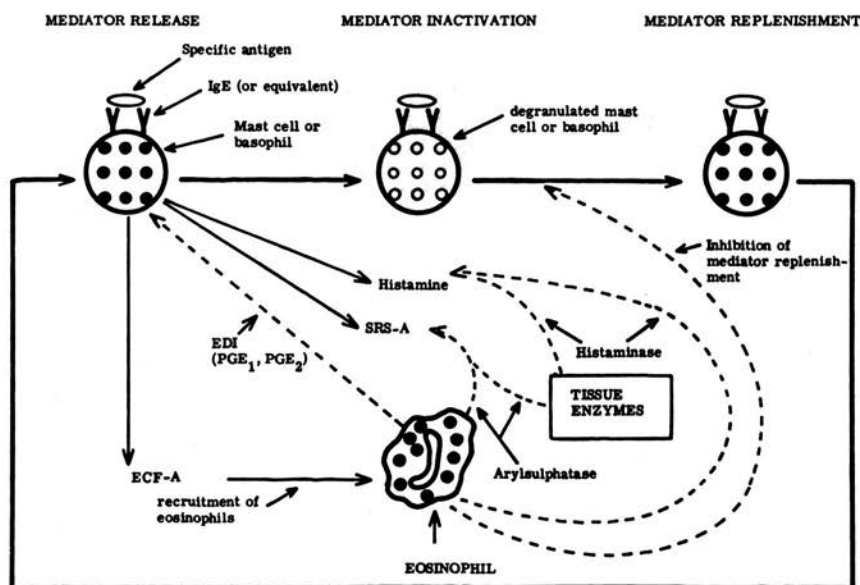 MEDIATOR RELEASE
MEDIATOR INACTIVATION
MEDIATOR REPLENISHMENT
Specific antigen
IgE (or equivalent)
Mast cell or
basophil
degranulated mast
cell or basophil
Inhibition of
mediator replenish-
ment
Histamine
SRS-A
EDI
(PGE1, PGE2)
Histaminase
TISSUE
ENZYMES
Arylsulphatase
ECF-A
recruitment of
eosinophils
EOSINOPHIL